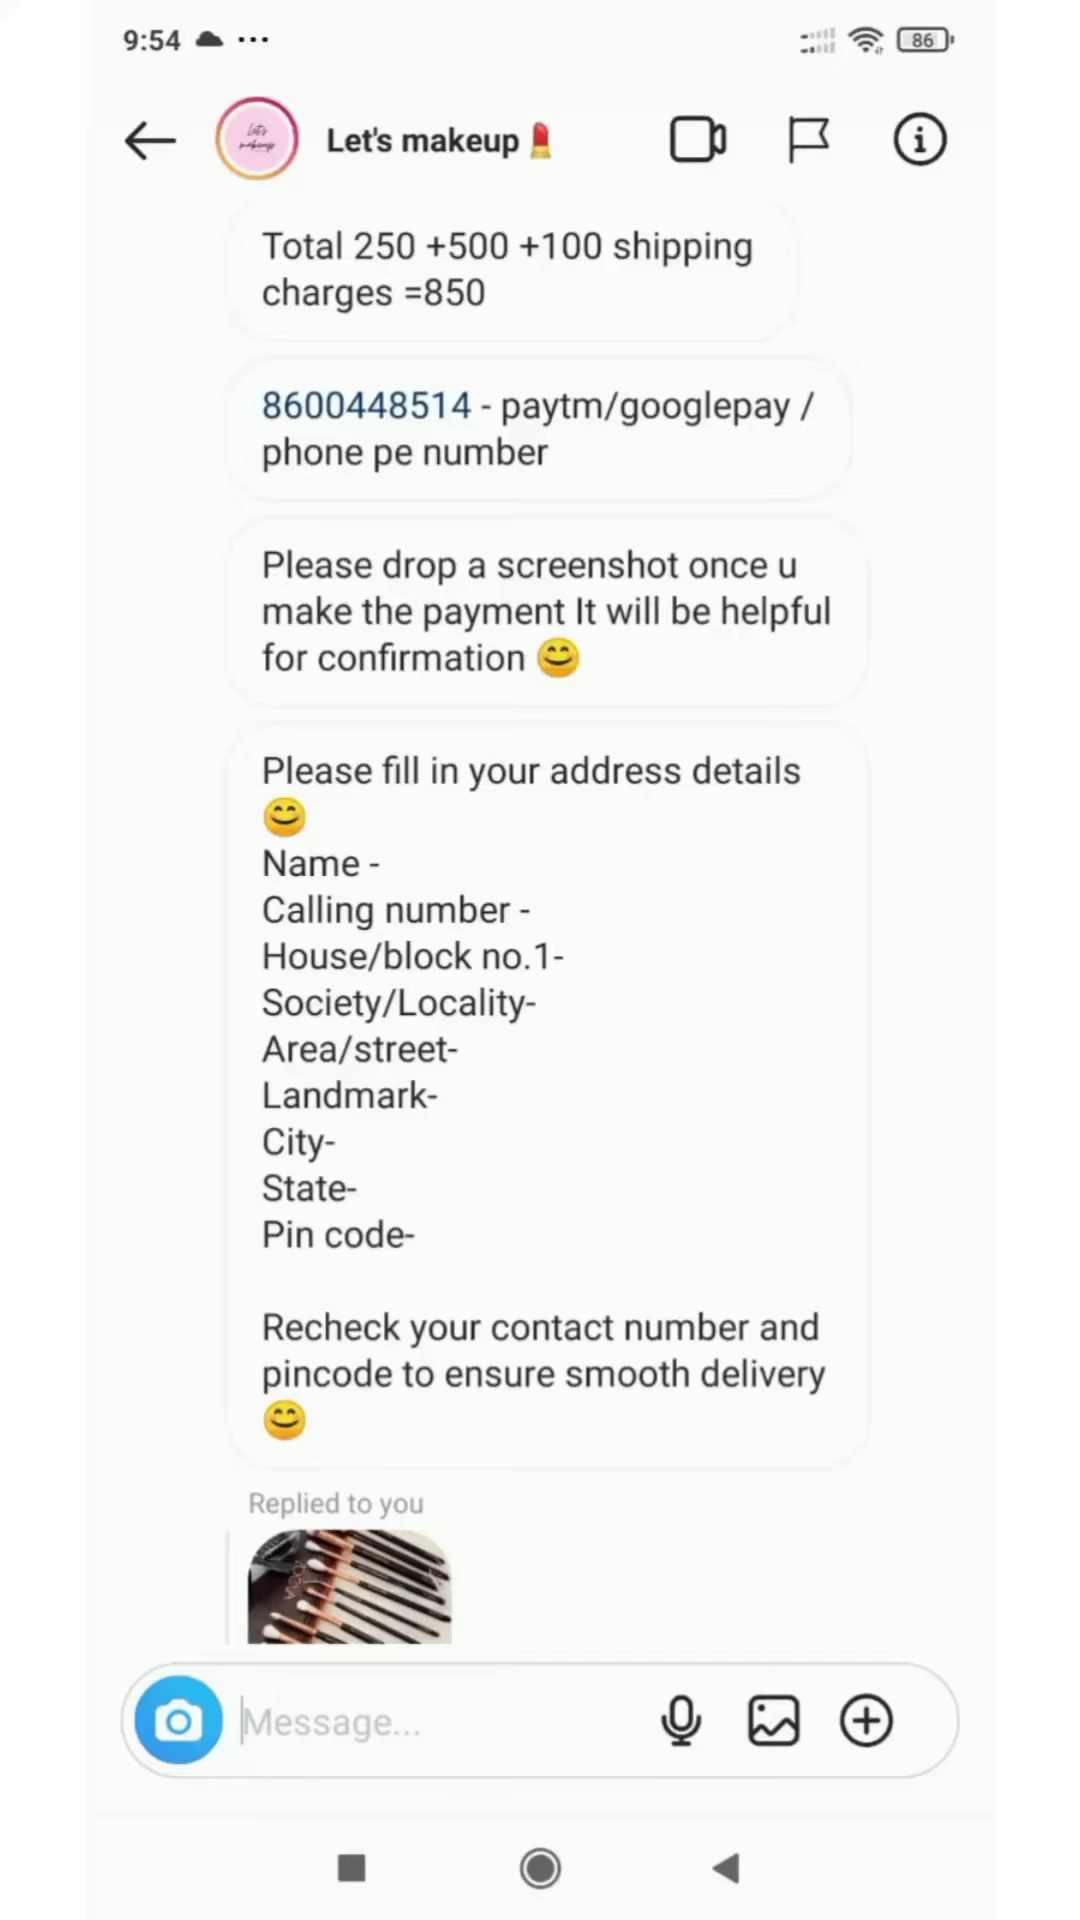 9:54
86
Let's makeup
Let's makeup💄
Total 250 +500 +100 shipping
charges =850
8600448514 - paytm/googlepay /
phone pe number
Please drop a screenshot once u
make the payment It will be helpful
for confirmation 😊
Please fill in your address details
😊
Name -
Calling number -
House/block no.1-
Society/Locality-
Area/street-
Landmark-
City-
State-
Pin code-
Recheck your contact number and
pincode to ensure smooth delivery
😊
Replied to you
Message...